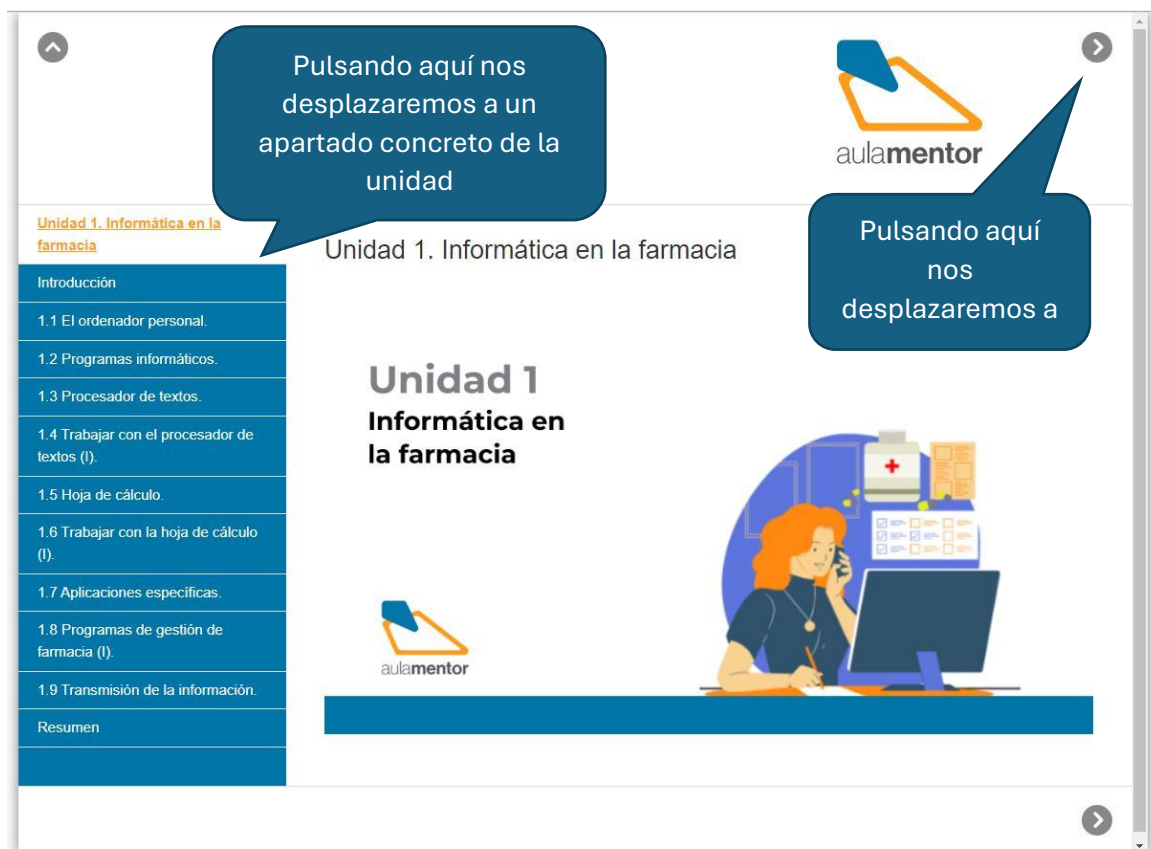 Pulsando aquí nos
desplazaremos a un
apartado concreto de la
unidad
aulamentor
Pulsando aquí
nos
desplazaremos a
Unidad 1. Informática en la
farmacia
Introducción
1.1 El ordenador personal.
1.2 Programas informáticos.
1.3 Procesador de textos.
1.4 Trabajar con el procesador de
textos (I).
1.5 Hoja de cálculo.
1.6 Trabajar con la hoja de cálculo
(I).
1.7 Aplicaciones específicas.
1.8 Programas de gestión de
farmacia (I).
1.9 Transmisión de la información.
Resumen
Unidad 1. Informática en la farmacia
Unidad 1
Informática en
la farmacia
aulamentor